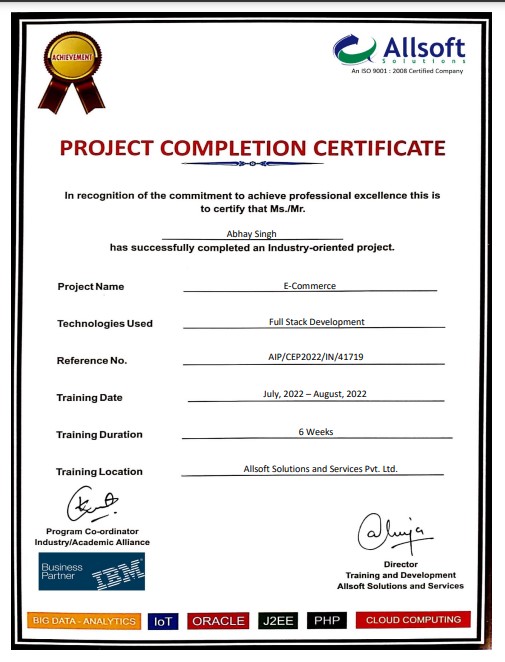 ACHIEVEMENT
Allsoft
Solutions
An ISO 9001 : 2008 Certified Company
PROJECT COMPLETION CERTIFICATE
In recognition of the commitment to achieve professional excellence this is
to certify that Ms./Mr.
Abhay Singh
has successfully completed an Industry-oriented project.
Project Name E-Commerce
Technologies Used Full Stack Development
Reference No. AIP/CEP2022/IN/41719
Training Date July, 2022 – August, 2022
Training Duration 6 Weeks
Training Location Allsoft Solutions and Services Pvt. Ltd.
Program Co-ordinator
Industry/Academic Alliance
Business
Partner
IBM
Director
Training and Development
Allsoft Solutions and Services
BIG DATA - ANALYTICS IoT ORACLE J2EE PHP CLOUD COMPUTING